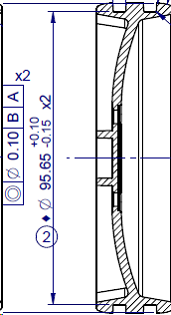 x2
◎ ⌀ 0.10 B A
◆ ⌀ 95.65 +0.10 -0.15 x2
2